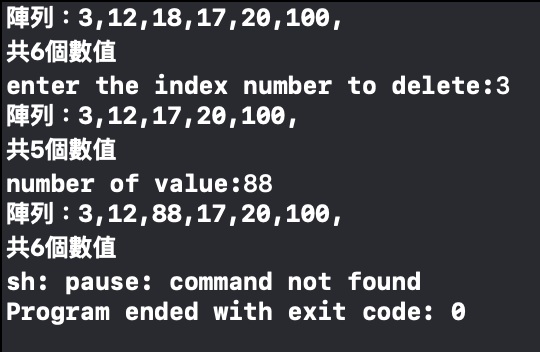 陣列：3,12,18,17,20,100,
共6個數值
enter the index number to delete:3
陣列：3,12,17,20,100,
共5個數值
number of value:88
陣列：3,12,88,17,20,100,
共6個數值
sh: pause: command not found
Program ended with exit code: 0